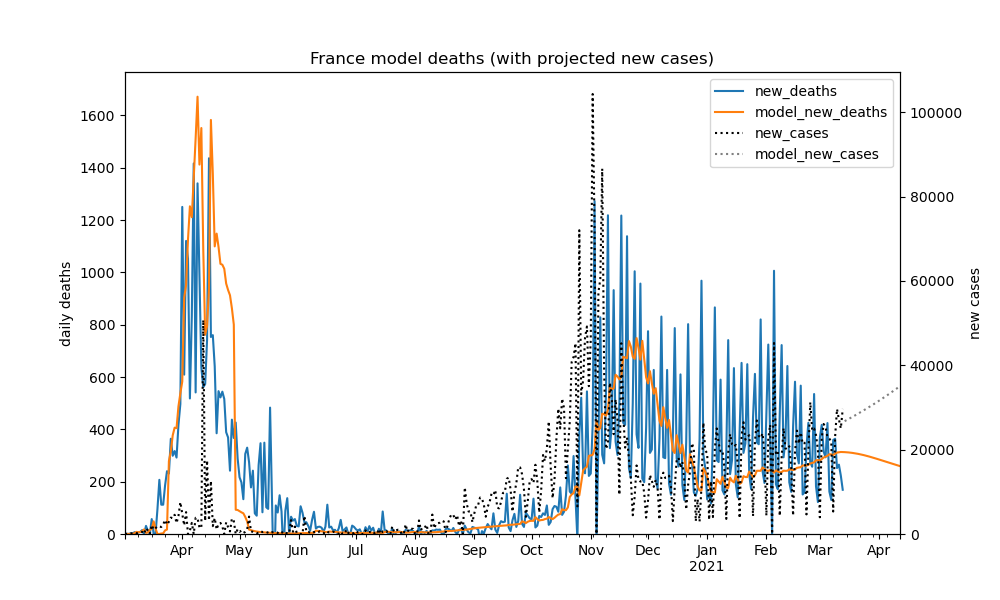 France model deaths (with projected new cases)
new_deaths
model_new_deaths
new_cases
model_new_cases
daily deaths
0
200
400
600
800
1000
1200
1400
1600
new cases
0
20000
40000
60000
80000
100000
Apr May Jun Jul Aug Sep Oct Nov Dec Jan Feb Mar Apr
2021